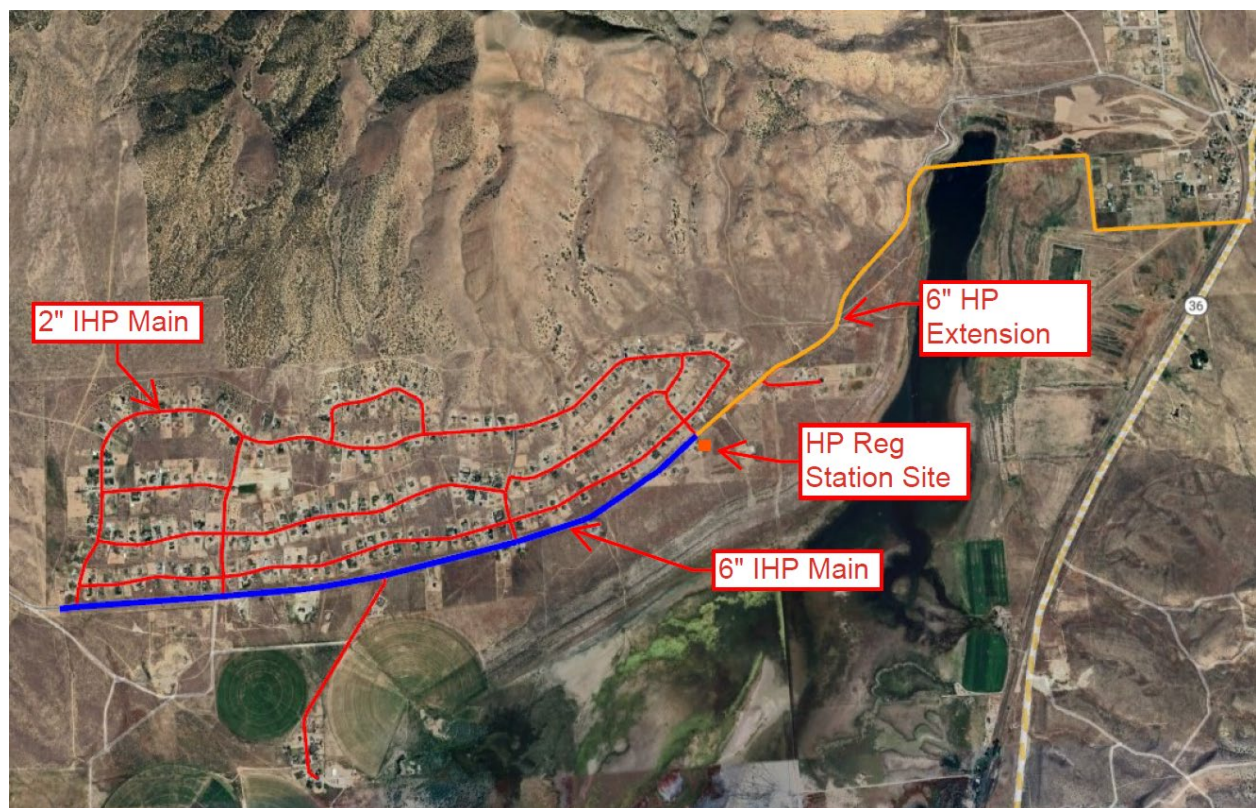 36
2" IHP Main
6" HP
Extension
HP Reg
Station Site
6" IHP Main